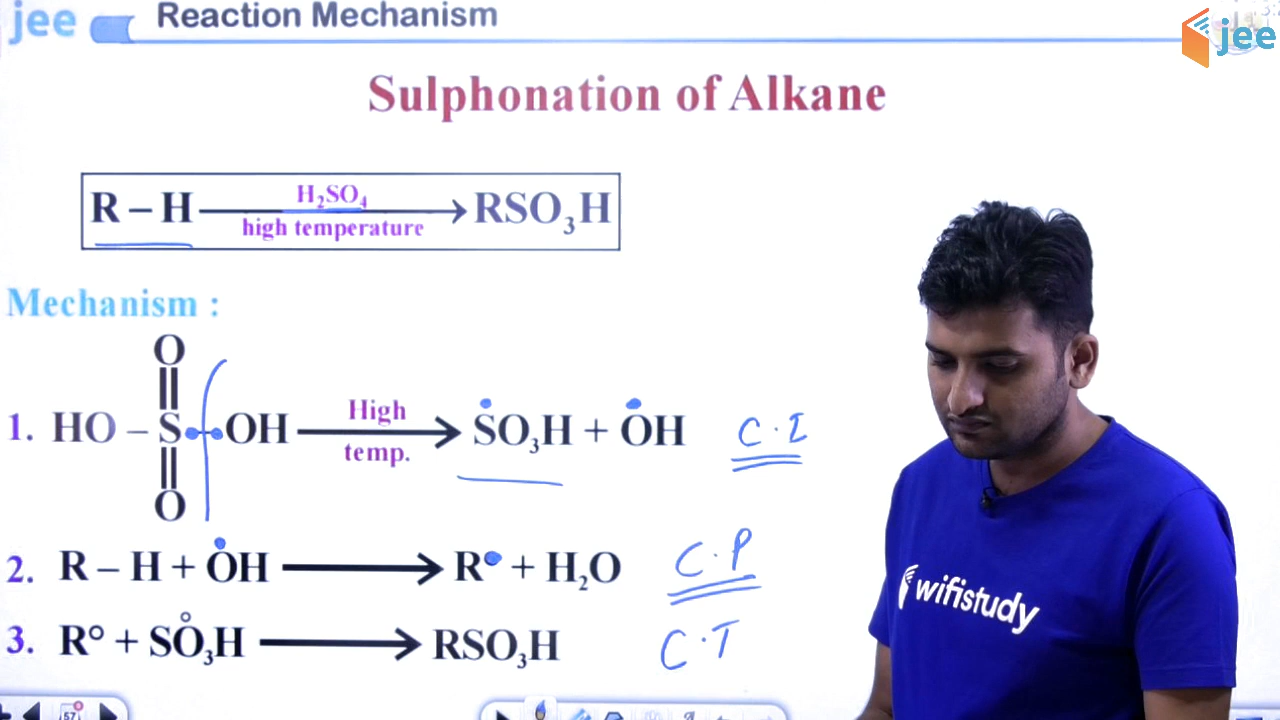 jee Reaction Mechanism
jee
Sulphonation of Alkane
R – H H₂SO₄ high temperature → RSO₃H
Mechanism :
1. HO – S – OH High temp. → SO₃H + OH C.I
O
O
2. R – H + OH → R• + H₂O C.P
3. R° + SO₃H → RSO₃H C.T
wifistudy
57